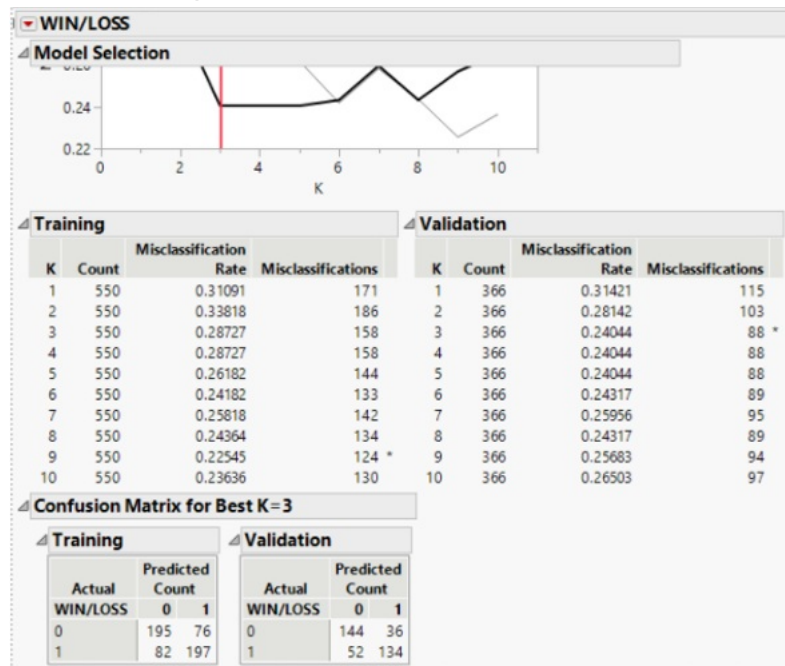 WIN/LOSS
Model Selection
0.24
0.22
0 2 4 6 8 10
K
Training
K Count Misclassification Rate Misclassifications
1 550 0.31091 171
2 550 0.33818 186
3 550 0.28727 158
4 550 0.28727 158
5 550 0.26182 144
6 550 0.24182 133
7 550 0.25818 142
8 550 0.24364 134
9 550 0.22545 124 *
10 550 0.23636 130
Validation
K Count Misclassification Rate Misclassifications
1 366 0.31421 115
2 366 0.28142 103
3 366 0.24044 88 *
4 366 0.24044 88
5 366 0.24044 88
6 366 0.24317 89
7 366 0.25956 95
8 366 0.24317 89
9 366 0.25683 94
10 366 0.26503 97
Confusion Matrix for Best K=3
Training
Predicted
Actual Count
WIN/LOSS 0 1
0 195 76
1 82 197
Validation
Predicted
Actual Count
WIN/LOSS 0 1
0 144 36
1 52 134